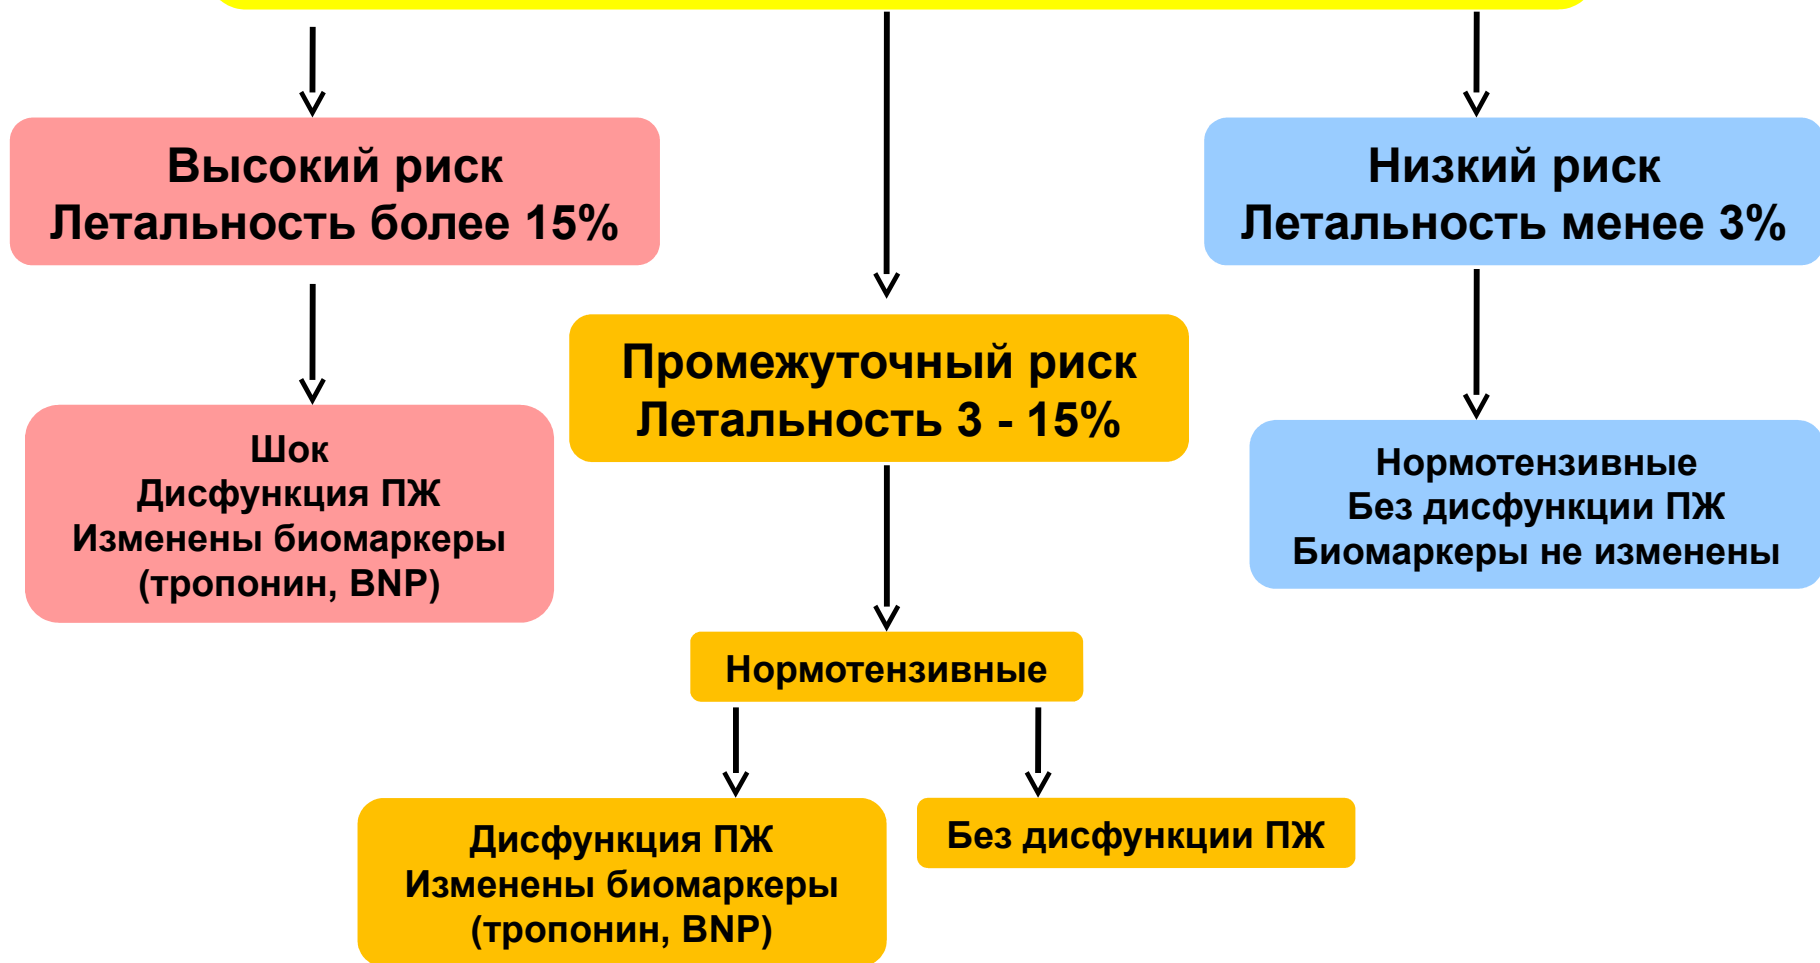 Высокий риск
Летальность более 15%
Низкий риск
Летальность менее 3%
Промежуточный риск
Летальность 3 - 15%
Шок
Дисфункция ПЖ
Изменены биомаркеры
(тропонин, BNP)
Нормотензивные
Без дисфункции ПЖ
Биомаркеры не изменены
Нормотензивные
Дисфункция ПЖ
Изменены биомаркеры
(тропонин, BNP)
Без дисфункции ПЖ